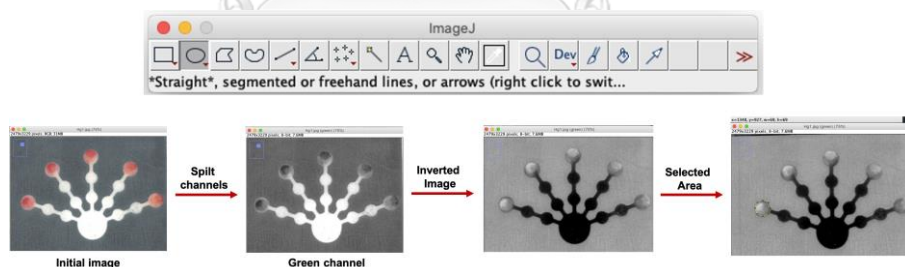 ImageJ
Dev
*Straight*, segmented or freehand lines, or arrows (right click to swit...
Spilt channels
Inverted Image
Selected Area
Initial image
Green channel